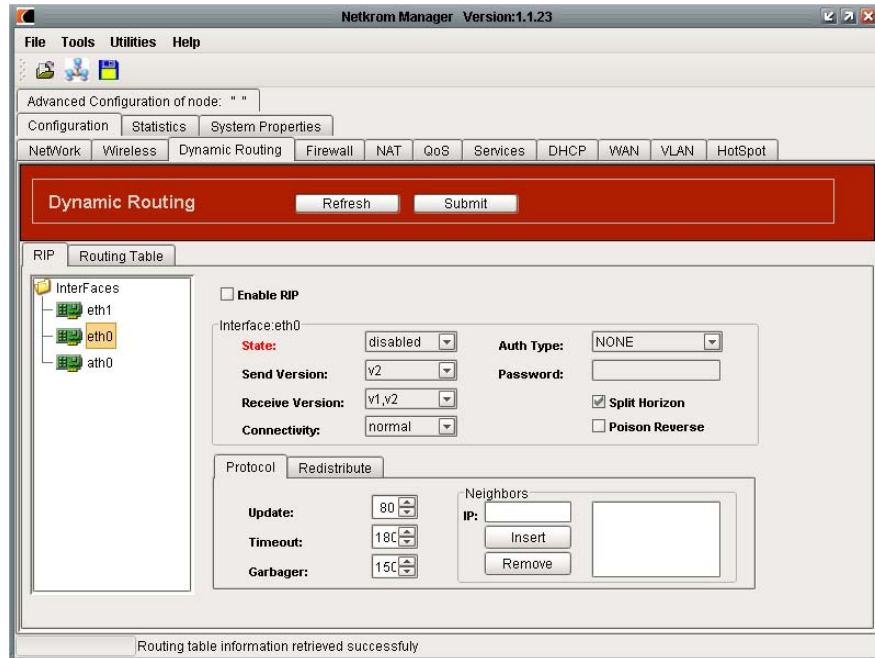 Netkrom Manager Version:1.1.23
File Tools Utilities Help
Advanced Configuration of node: " "
Configuration Statistics System Properties
NetWork Wireless Dynamic Routing Firewall NAT QoS Services DHCP WAN VLAN HotSpot
Dynamic Routing Refresh Submit
RIP Routing Table
InterFaces
eth1
eth0
ath0
Enable RIP
Interface:eth0
State: disabled Auth Type: NONE
Send Version: v2 Password:
Receive Version: v1,v2 Split Horizon
Connectivity: normal Poison Reverse
Protocol Redistribute
Update: 80
Timeout: 180
Garbager: 150
Neighbors
IP:
Insert
Remove
Routing table information retrieved successfuly